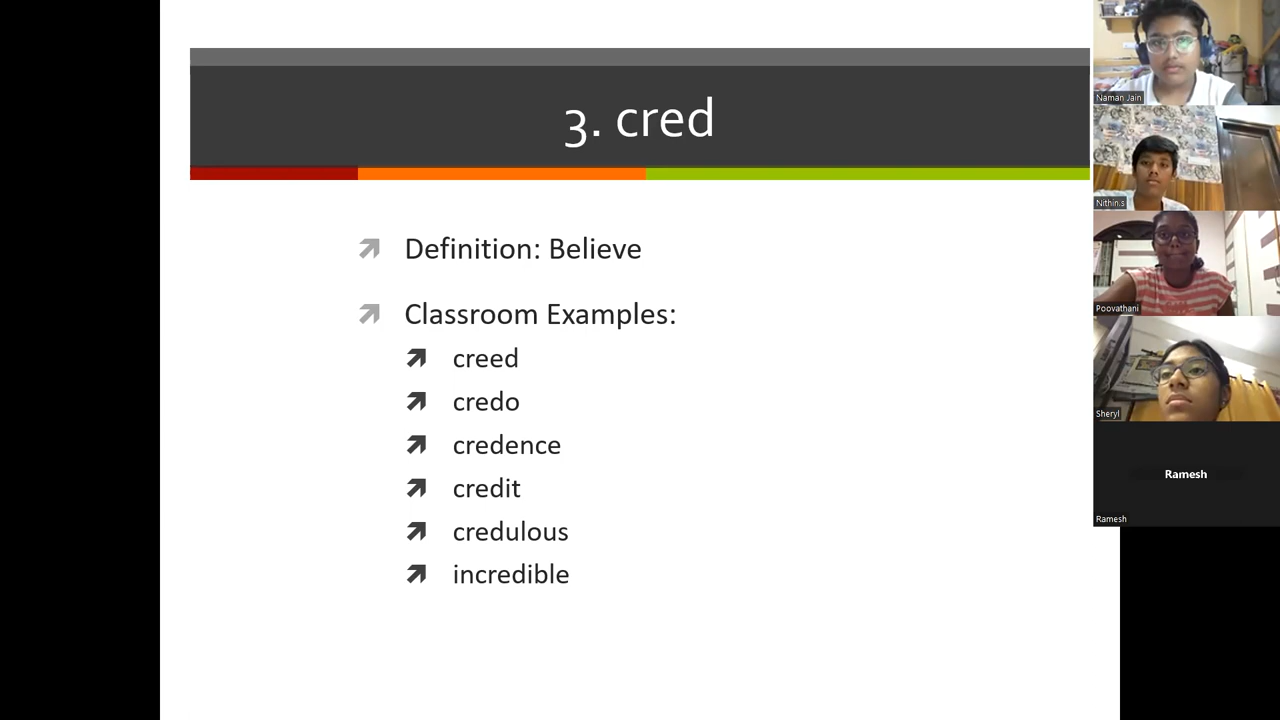 3. cred
Definition: Believe
Classroom Examples:
creed
credo
credence
credit
credulous
incredible
Naman Jain
Nithin.s
Poovathani
Sheryl
Ramesh
Ramesh